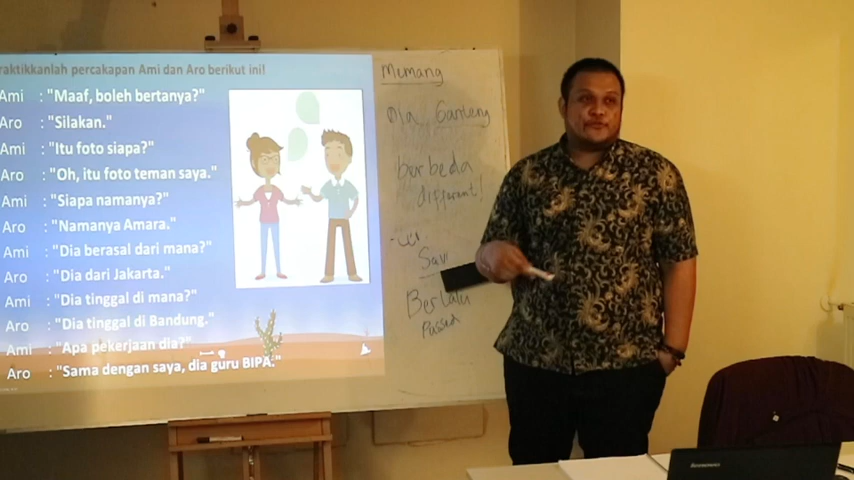 raktikkanlah percakapan Ami dan Aro berikut ini!
Ami : "Maaf, boleh bertanya?"
Aro : "Silakan."
Ami : "Itu foto siapa?"
Aro : "Oh, itu foto teman saya."
Ami : "Siapa namanya?"
Aro : "Namanya Amara."
Ami : "Dia berasal dari mana?"
Aro : "Dia dari Jakarta."
Ami : "Dia tinggal di mana?"
Aro : "Dia tinggal di Bandung."
Ami : "Apa pekerjaan dia?"
Aro : "Sama dengan saya, dia guru BIPA."
Memang
Dia Ganteng
berbeda
different!
Berlalu
Passed
lenovo